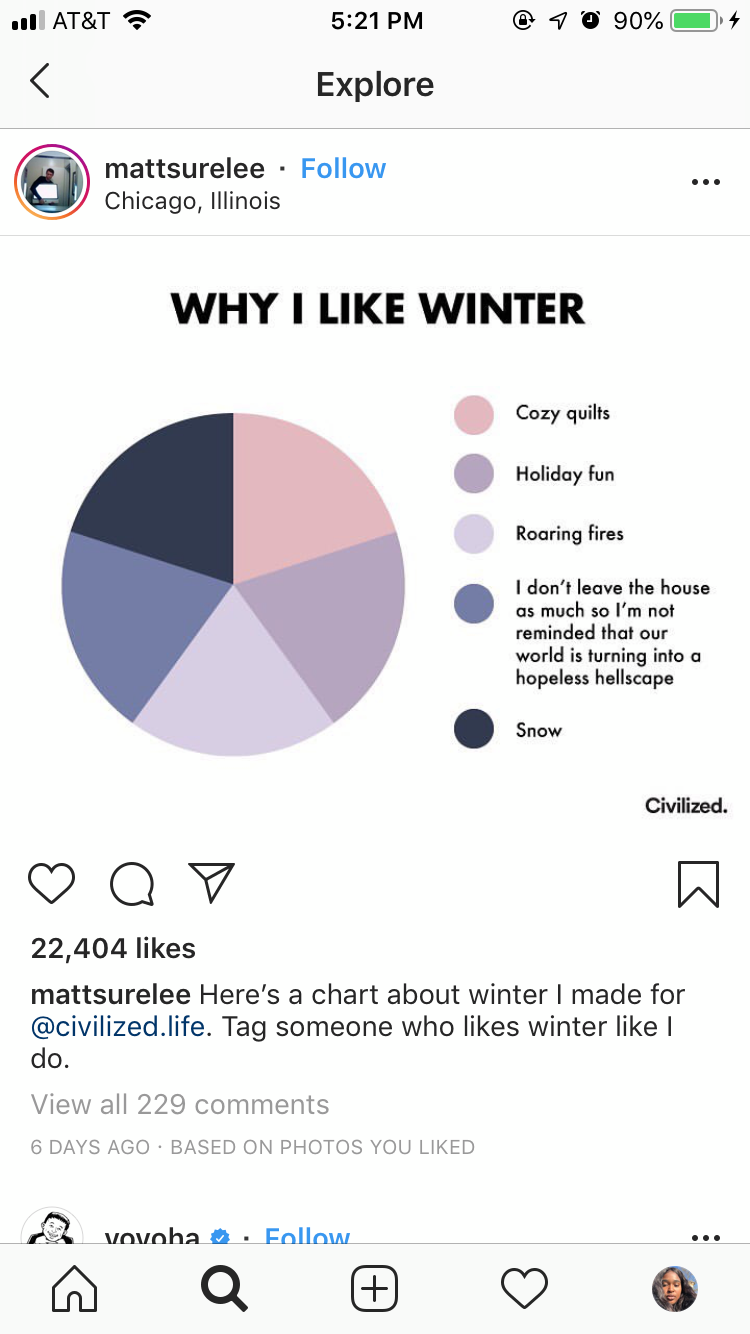 AT&T 5:21 PM 90%
Explore
mattsurelee · Follow
Chicago, Illinois
WHY I LIKE WINTER
Cozy quilts
Holiday fun
Roaring fires
I don't leave the house
as much so I'm not
reminded that our
world is turning into a
hopeless hellscape
Snow
Civilized.
22,404 likes
mattsurelee Here's a chart about winter I made for
@civilized.life. Tag someone who likes winter like I
do.
View all 229 comments
6 DAYS AGO · BASED ON PHOTOS YOU LIKED
· Follow